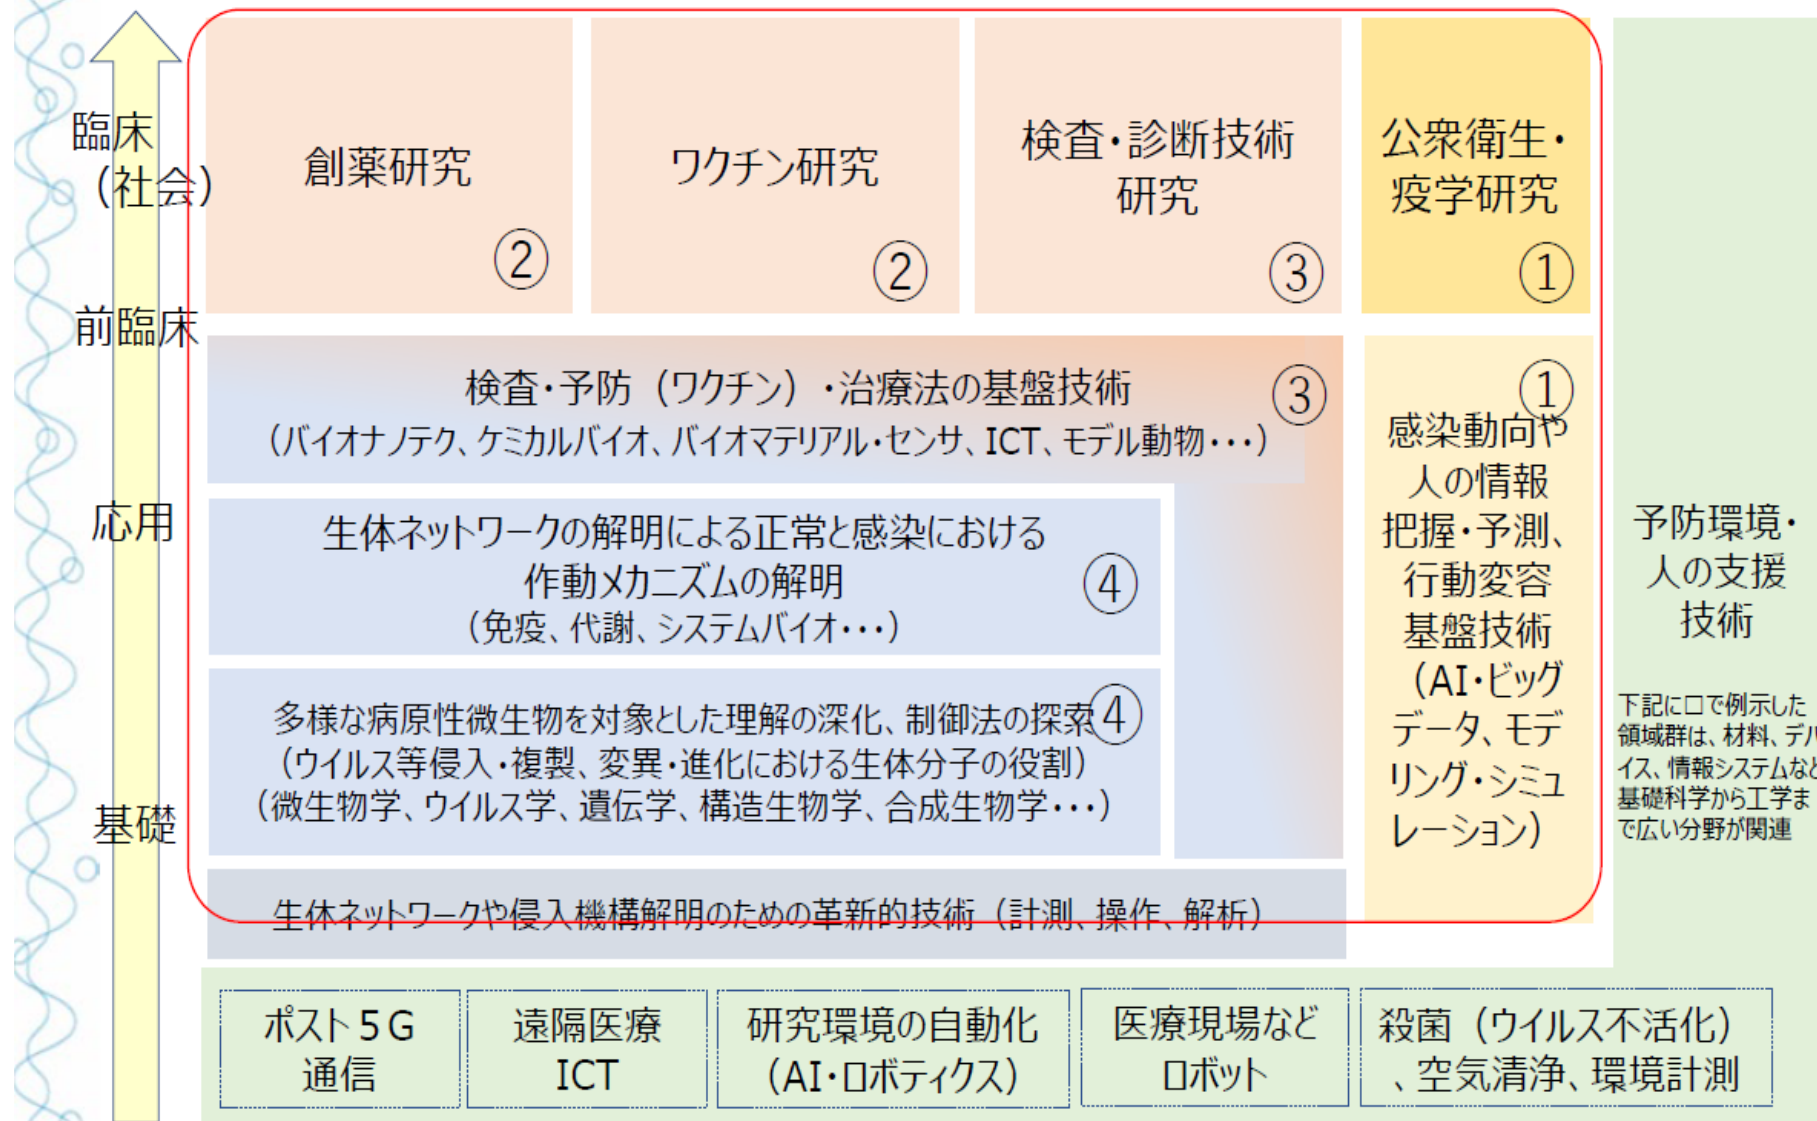 臨床
（社会）
前臨床
応用
基礎
創薬研究
②
ワクチン研究
②
検査・診断技術
研究
③
公衆衛生・
疫学研究
①
検査・予防（ワクチン）・治療法の基盤技術
③
（バイオナノテク、ケミカルバイオ、バイオマテリアル・センサ、ICT、モデル動物・・・）
生体ネットワークの解明による正常と感染における
作動メカニズムの解明
④
（免疫、代謝、システムバイオ・・・）
多様な病原性微生物を対象とした理解の深化、制御法の探索
④
（ウイルス等侵入・複製、変異・進化における生体分子の役割）
（微生物学、ウイルス学、遺伝学、構造生物学、合成生物学・・・）
生体ネットワークや侵入機構解明のための革新的技術（計測、操作、解析）
①
感染動向や
人の情報
把握・予測、
行動変容
基盤技術
（AI・ビッグ
データ、モデ
リング・シミュ
レーション）
予防環境・
人の支援
技術
下記に□で例示した
領域群は、材料、デバ
イス、情報システムなど
基礎科学から工学ま
で広い分野が関連
ポスト５G
通信
遠隔医療
ICT
研究環境の自動化
（AI・ロボティクス）
医療現場など
ロボット
殺菌（ウイルス不活化）
、空気清浄、環境計測